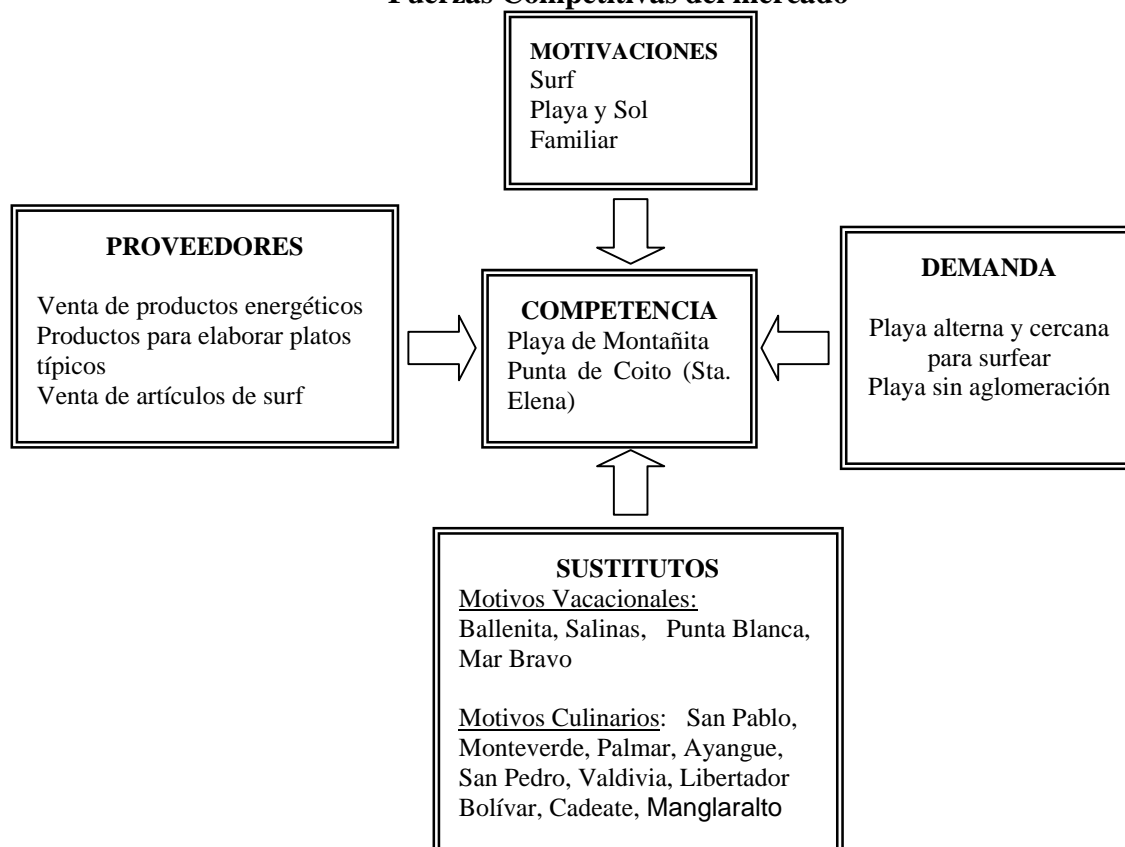 Fuerzas Competitivas del mercado
MOTIVACIONES
Surf
Playa y Sol
Familiar
PROVEEDORES
Venta de productos energéticos
Productos para elaborar platos
típicos
Venta de artículos de surf
COMPETENCIA
Playa de Montañita
Punta de Coito (Sta.
Elena)
DEMANDA
Playa alterna y cercana
para surfear
Playa sin aglomeración
SUSTITUTOS
Motivos Vacacionales:
Ballenita, Salinas, Punta Blanca,
Mar Bravo
Motivos Culinarios: San Pablo,
Monteverde, Palmar, Ayangue,
San Pedro, Valdivia, Libertador
Bolívar, Cadeate, Manglaralto